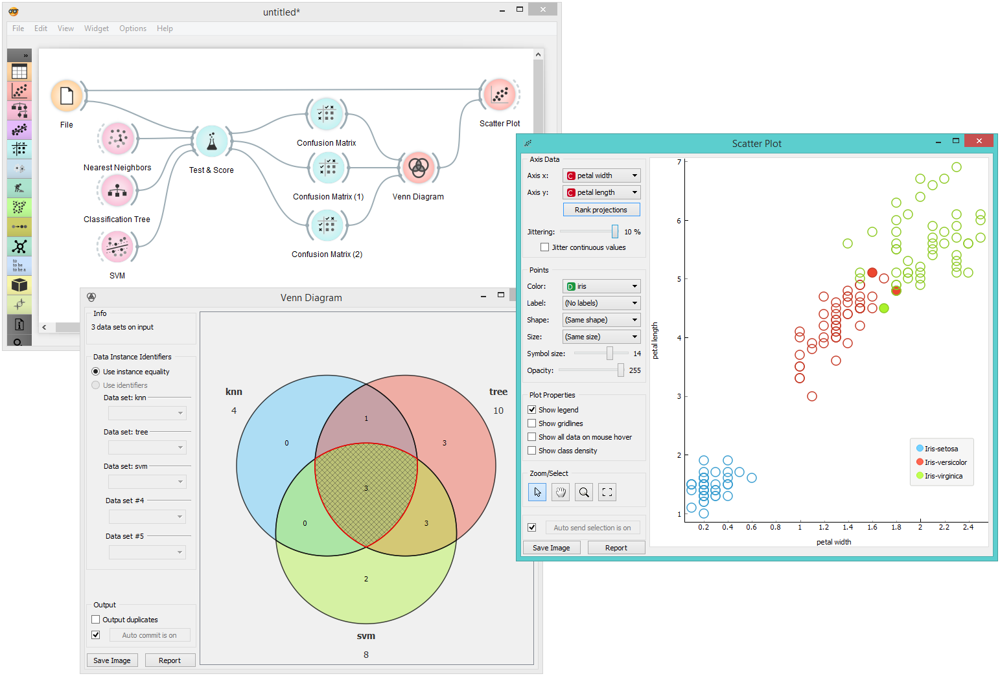 untitled*
File Edit View Widget Options Help
»
File
Nearest Neighbors
Classification Tree
SVM
Test & Score
Confusion Matrix
Confusion Matrix (1)
Confusion Matrix (2)
Venn Diagram
Scatter Plot
to
to be
to be a
Venn Diagram
Info
3 data sets on input
Data Instance Identifiers
Use instance equality
Use identifiers
Data set: knn
Data set: tree
Data set: svm
Data set #4
Data set #5
Output
Output duplicates
Auto commit is on
Save Image Report
knn
4
tree
10
1
0
3
3
0
3
2
svm
8
Scatter Plot
Axis Data
Axis x: C petal width
Axis y: C petal length
Rank projections
Jittering: 10 %
Jitter continuous values
Points
Color: D iris
Label: (No labels)
Shape: (Same shape)
Size: (Same size)
Symbol size: 14
Opacity: 255
Plot Properties
Show legend
Show gridlines
Show all data on mouse hover
Show class density
Zoom/Select
Auto send selection is on
Save Image Report
7
6
5
4
3
2
1
petal length
Iris-setosa
Iris-versicolor
Iris-virginica
0.2 0.4 0.6 0.8 1 1.2 1.4 1.6 1.8 2 2.2 2.4
petal width